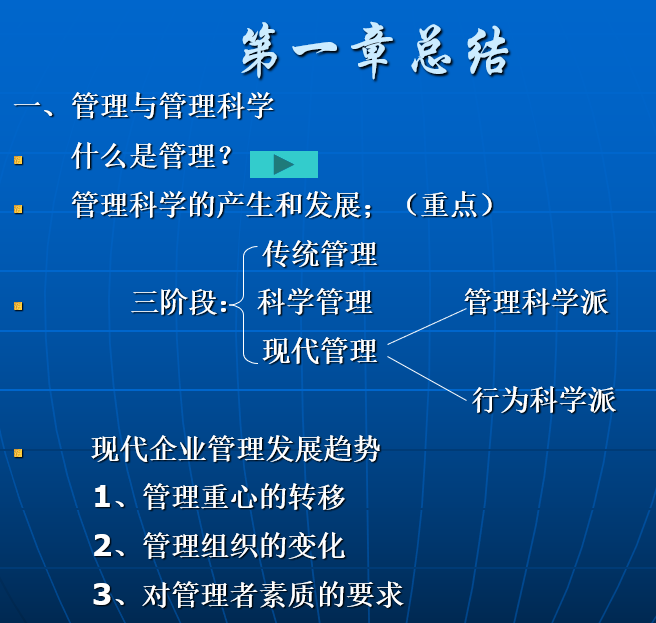 第一章总结
一、管理与管理科学
什么是管理？
管理科学的产生和发展；（重点）
传统管理
三阶段：科学管理 管理科学派
现代管理
行为科学派
现代企业管理发展趋势
1、管理重心的转移
2、管理组织的变化
3、对管理者素质的要求